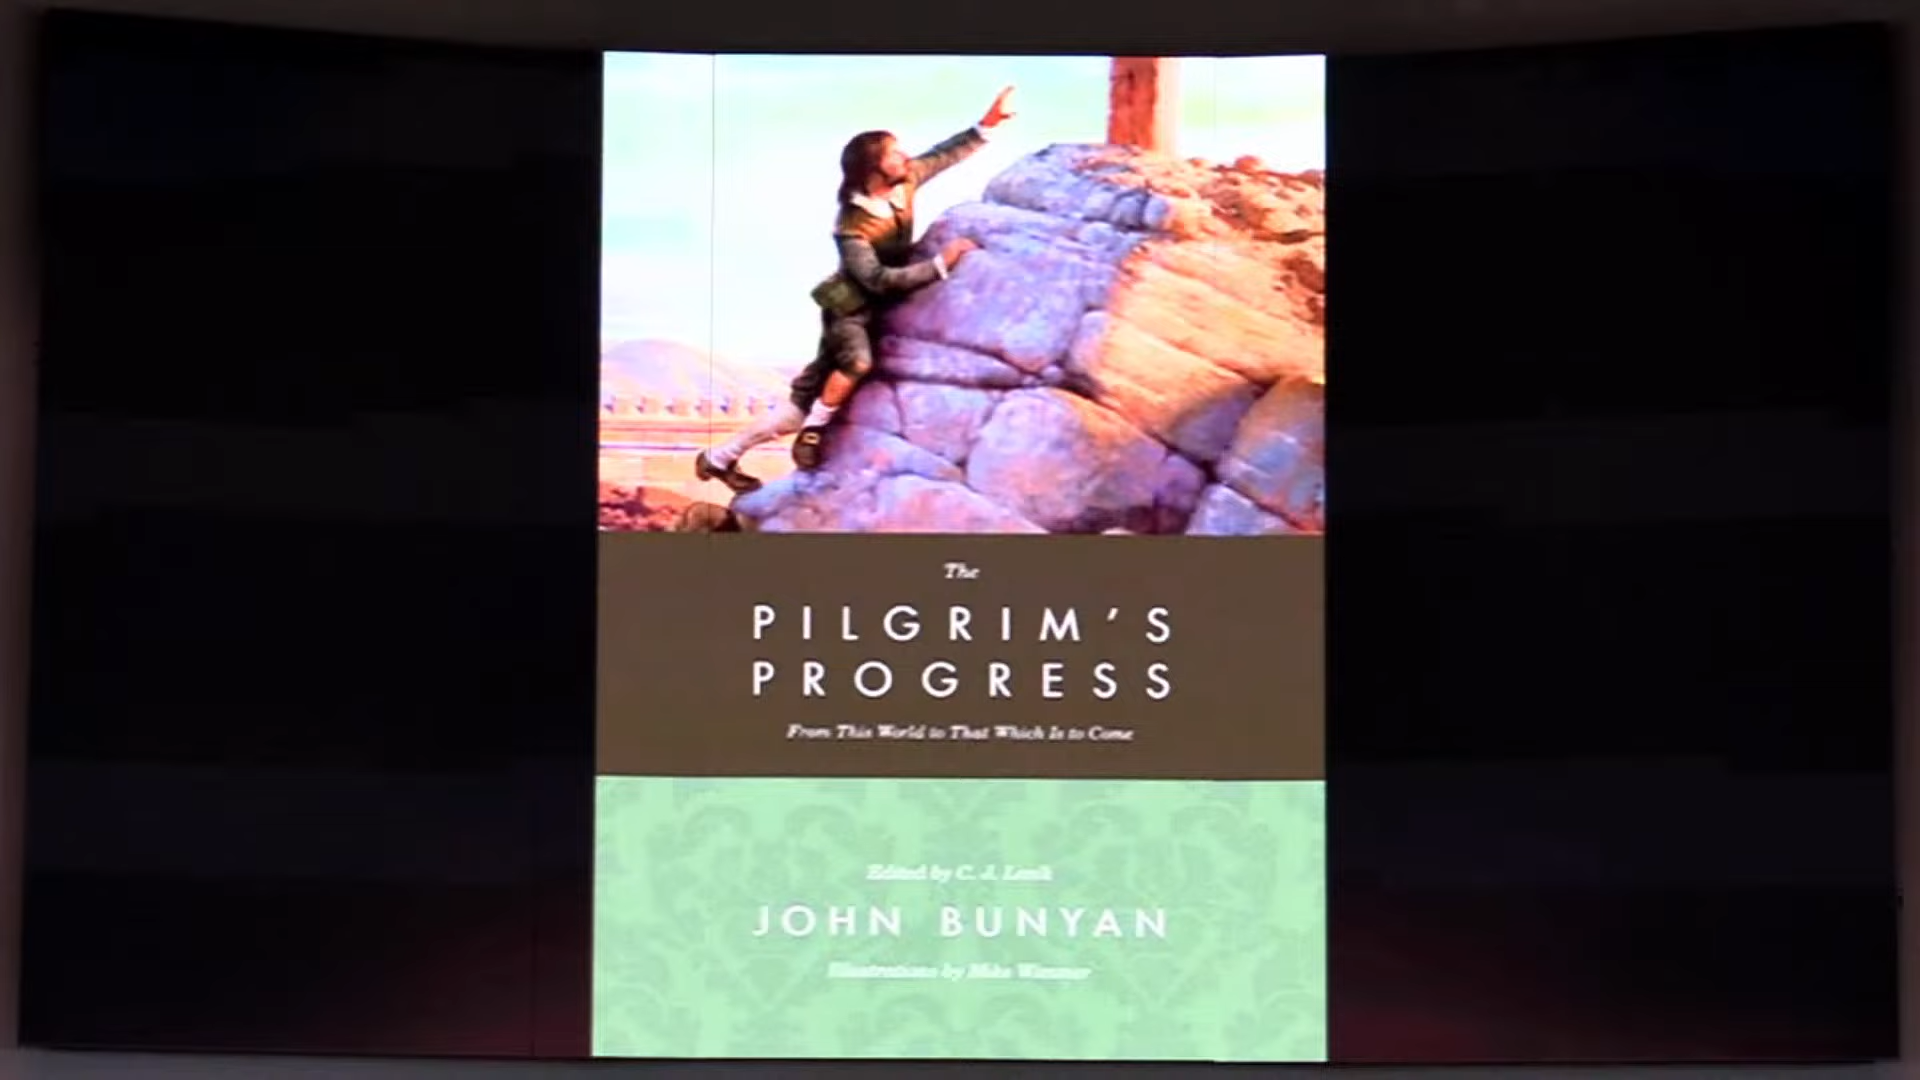 The
PILGRIM'S
PROGRESS
From This World to That Which Is to Come
Edited by C. J. Lovik
JOHN BUNYAN
Illustrations by Mike Wimmer